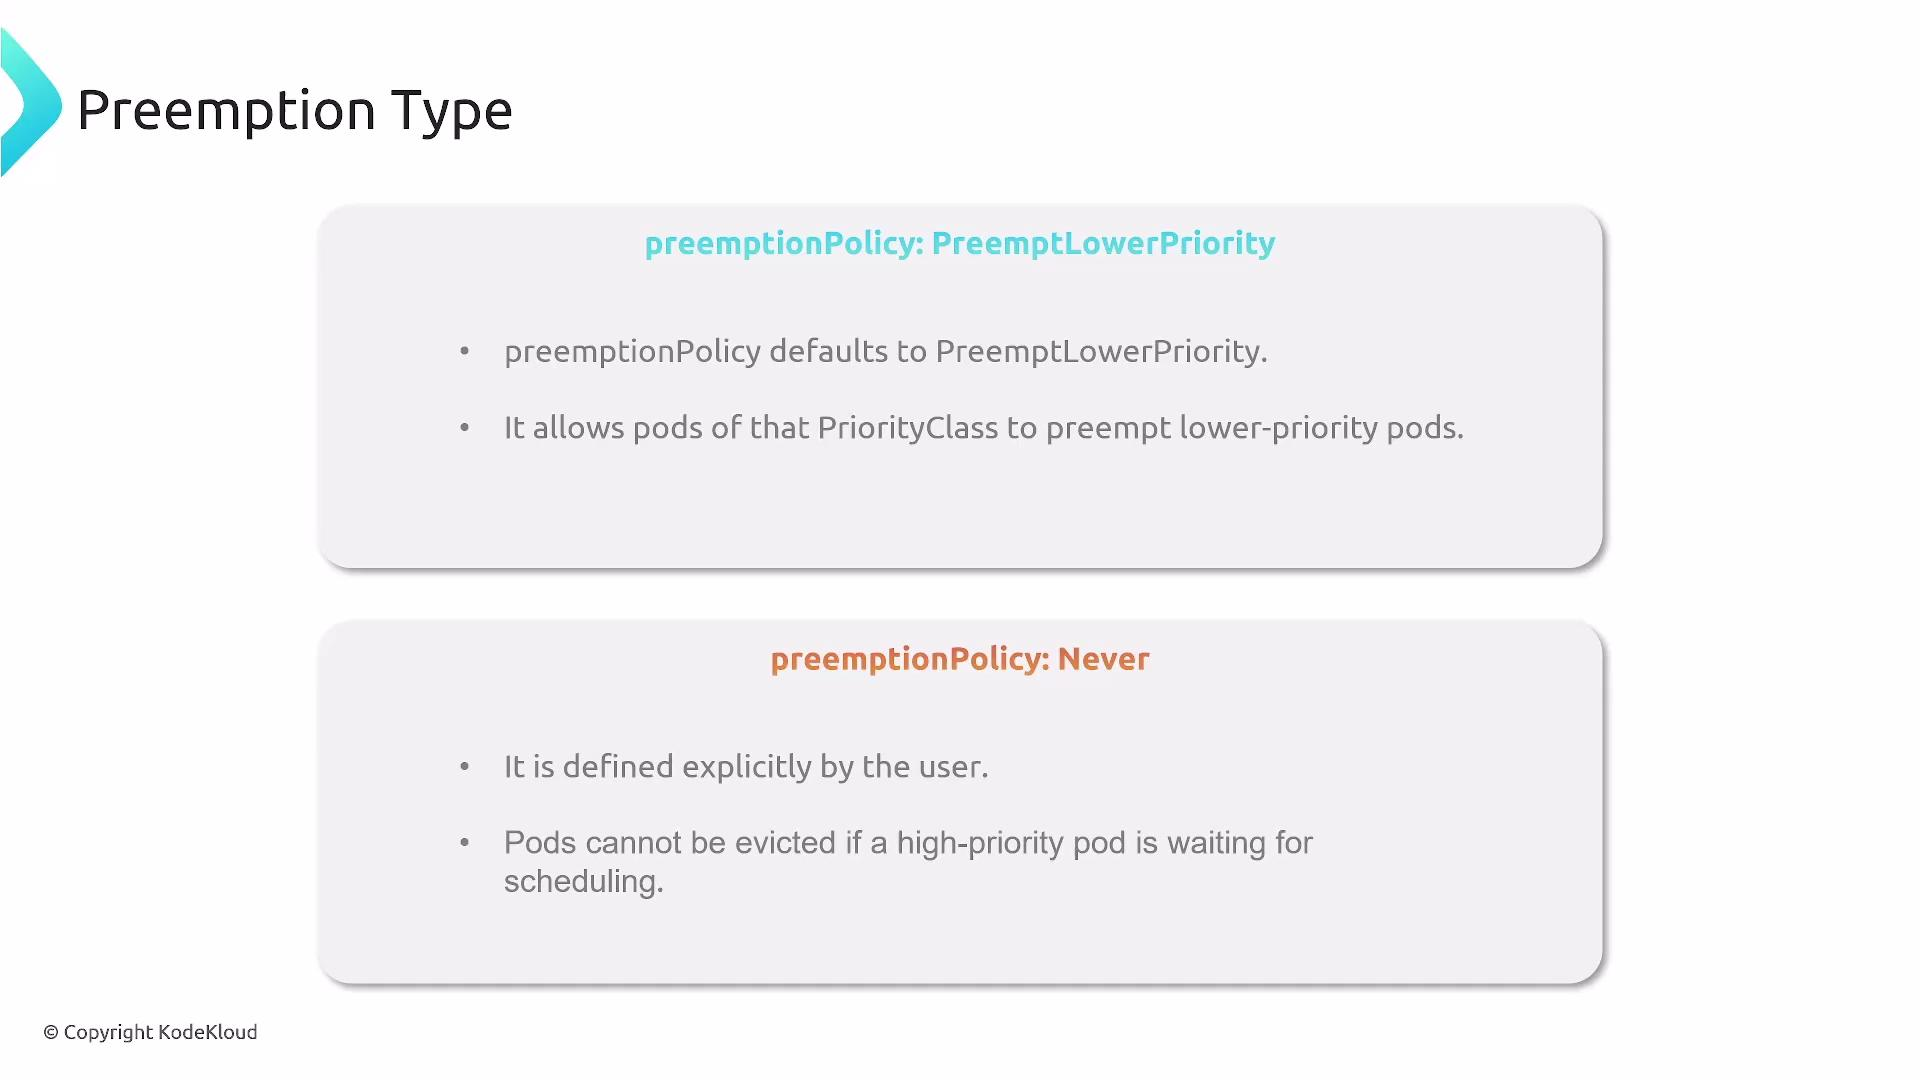 Preemption Type
preemptionPolicy: PreemptLowerPriority
• preemptionPolicy defaults to PreemptLowerPriority.
• It allows pods of that PriorityClass to preempt lower-priority pods.
preemptionPolicy: Never
• It is defined explicitly by the user.
• Pods cannot be evicted if a high-priority pod is waiting for
scheduling.
© Copyright KodeKloud